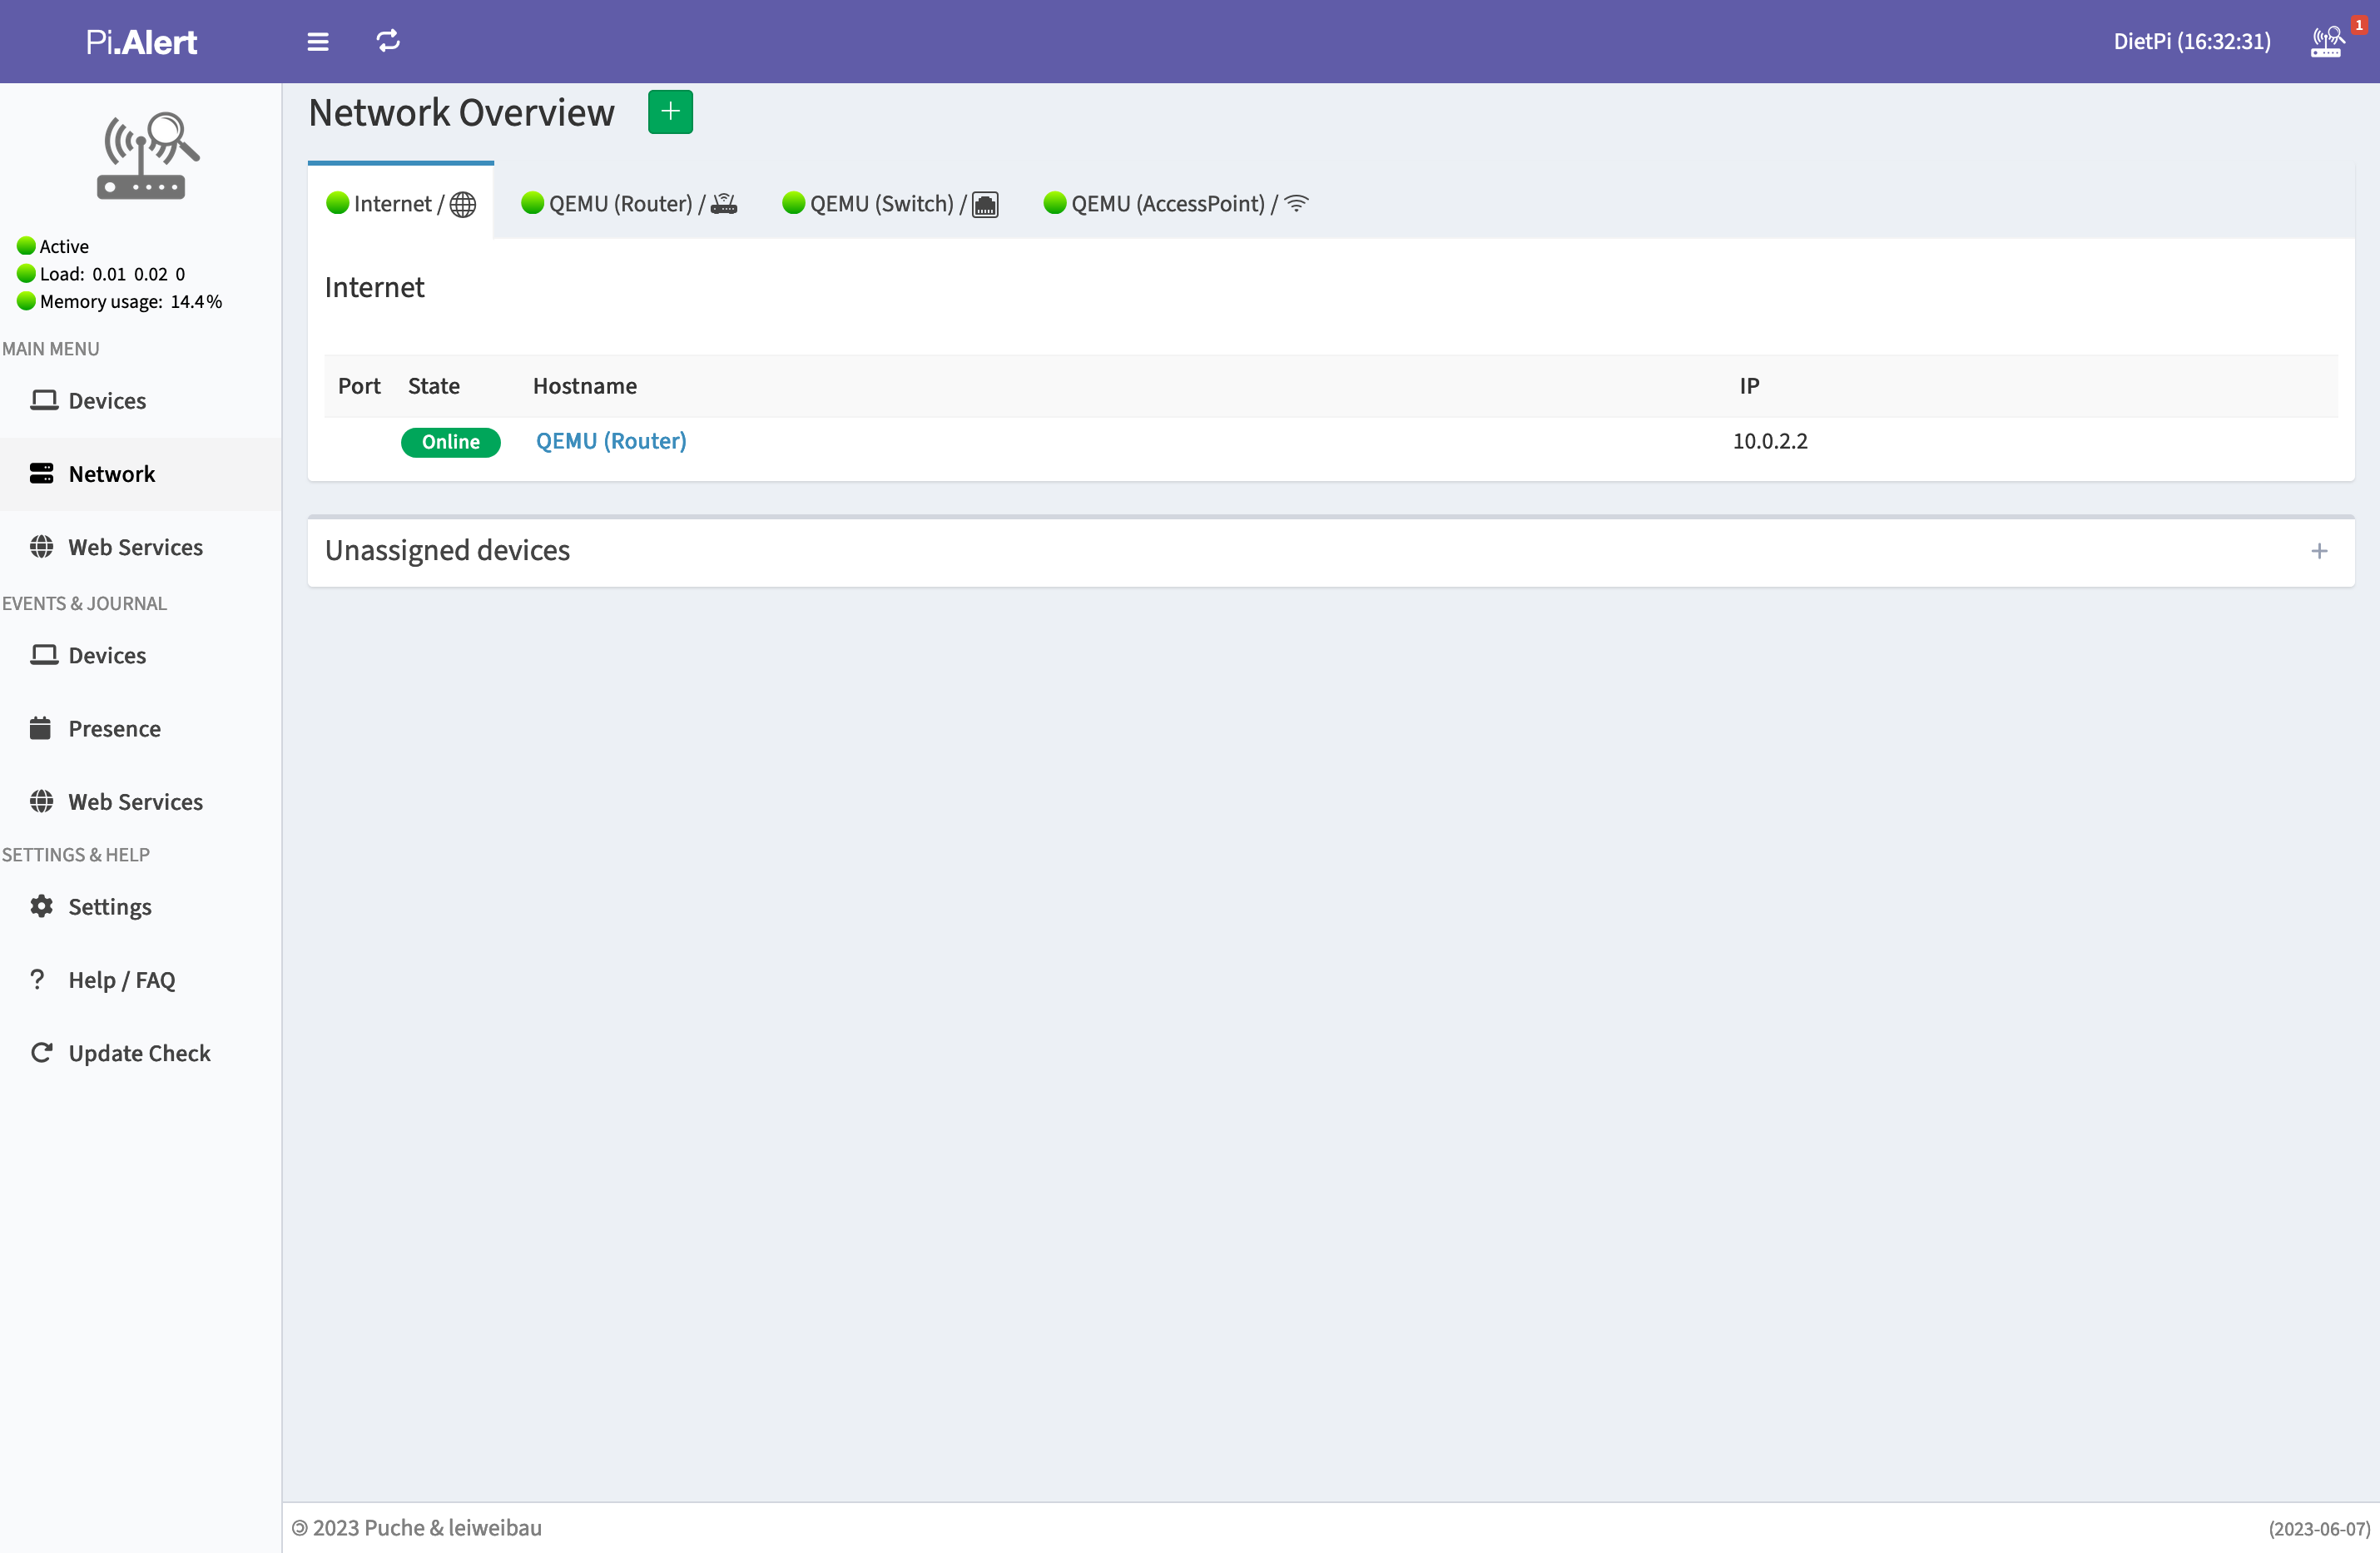 Pi.Alert
DietPi (16:32:31)
1
Active
Load: 0.01 0.02 0
Memory usage: 14.4%
MAIN MENU
Devices
Network
Web Services
EVENTS & JOURNAL
Devices
Presence
Web Services
SETTINGS & HELP
Settings
Help / FAQ
Update Check
Network Overview
Internet /
QEMU (Router) /
QEMU (Switch) /
QEMU (AccessPoint) /
Internet
Port State Hostname IP
Online QEMU (Router) 10.0.2.2
Unassigned devices
© 2023 Puche & leiweibau
(2023-06-07)